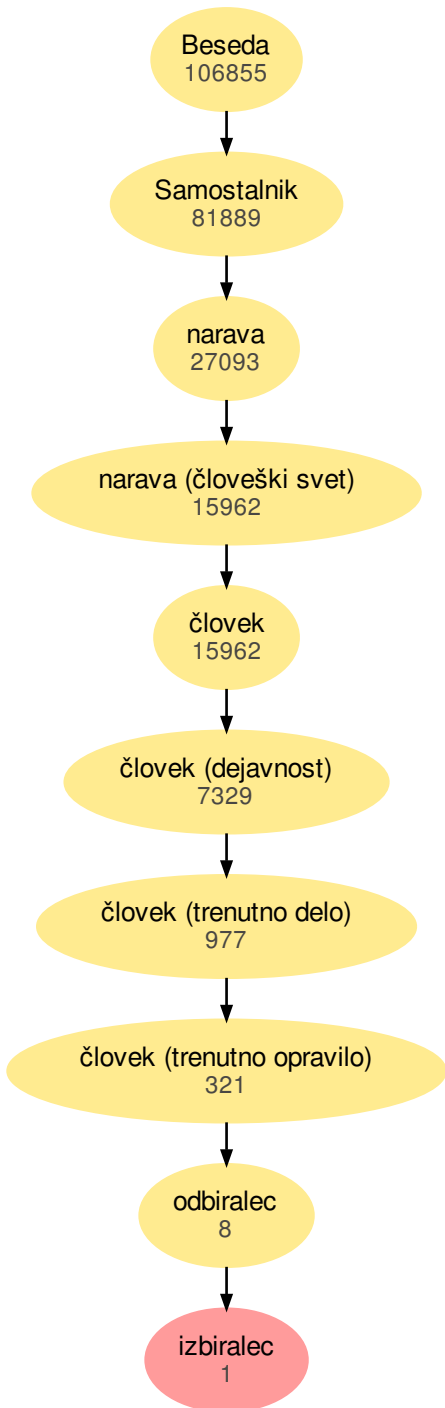 Beseda
106855
Samostalnik
81889
narava
27093
narava (človeški svet)
15962
človek
15962
človek (dejavnost)
7329
človek (trenutno delo)
977
človek (trenutno opravilo)
321
odbiralec
8
izbiralec
1